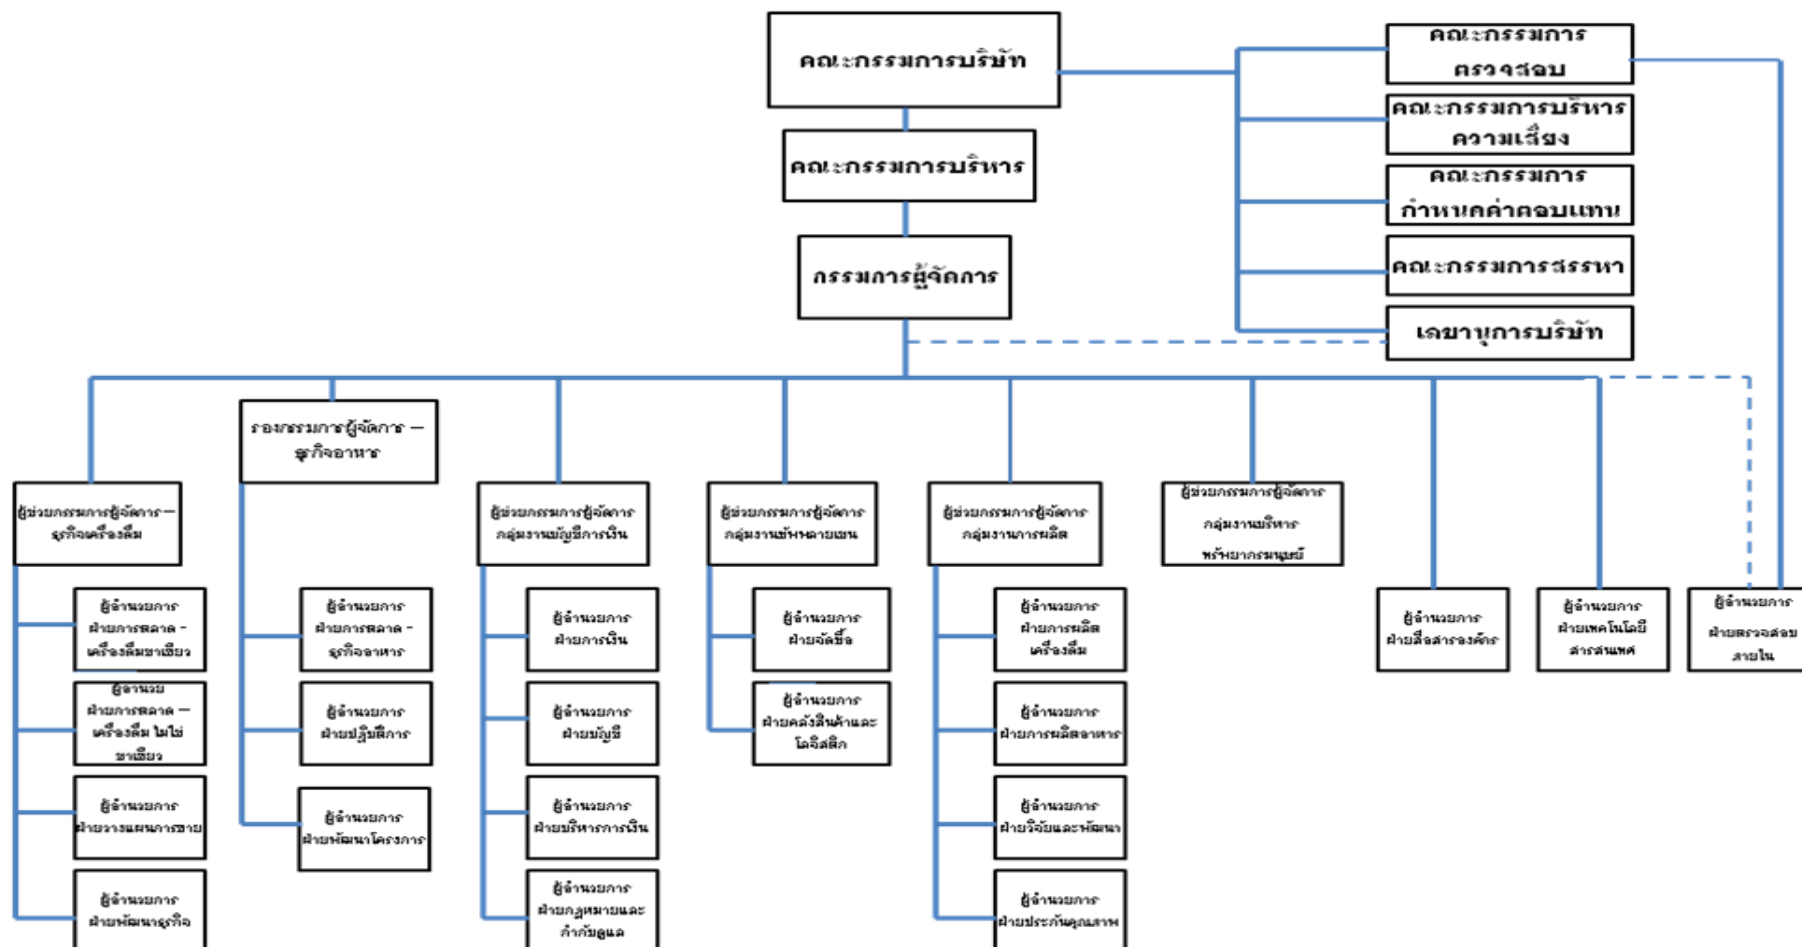 คณะกรรมการบริษัท
คณะกรรมการ
ตรวจสอบ
คณะกรรมการบริหาร
ความเสี่ยง
คณะกรรมการบริหาร
คณะกรรมการ
กำหนดค่าตอบแทน
กรรมการผู้จัดการ
คณะกรรมการสรรหา
เลขานุการบริษัท
รองกรรมการผู้จัดการ –
ธุรกิจอาหาร
ผู้ช่วยกรรมการผู้จัดการ –
ธุรกิจเครื่องดื่ม
ผู้ช่วยกรรมการผู้จัดการ
กลุ่มงานบัญชีการเงิน
ผู้ช่วยกรรมการผู้จัดการ
กลุ่มงานซัพพลายเชน
ผู้ช่วยกรรมการผู้จัดการ
กลุ่มงานการผลิต
ผู้ช่วยกรรมการผู้จัดการ
กลุ่มงานบริหาร
ทรัพยากรมนุษย์
ผู้อำนวยการ
ฝ่ายการตลาด -
เครื่องดื่มชาเขียว
ผู้อำนวยการ
ฝ่ายการตลาด -
ธุรกิจอาหาร
ผู้อำนวยการ
ฝ่ายการเงิน
ผู้อำนวยการ
ฝ่ายจัดซื้อ
ผู้อำนวยการ
ฝ่ายการผลิต
เครื่องดื่ม
ผู้อำนวยการ
ฝ่ายสื่อสารองค์กร
ผู้อำนวยการ
ฝ่ายเทคโนโลยี
สารสนเทศ
ผู้อำนวยการ
ฝ่ายตรวจสอบ
ภายใน
ผู้อำนวย
ฝ่ายการตลาด –
เครื่องดื่ม ไม่ใช่
ชาเขียว
ผู้อำนวยการ
ฝ่ายปฏิบัติการ
ผู้อำนวยการ
ฝ่ายบัญชี
ผู้อำนวยการ
ฝ่ายคลังสินค้าและ
โลจิสติก
ผู้อำนวยการ
ฝ่ายการผลิตอาหาร
ผู้อำนวยการ
ฝ่ายวางแผนการขาย
ผู้อำนวยการ
ฝ่ายพัฒนาโครงการ
ผู้อำนวยการ
ฝ่ายบริหารการเงิน
ผู้อำนวยการ
ฝ่ายวิจัยและพัฒนา
ผู้อำนวยการ
ฝ่ายพัฒนาธุรกิจ
ผู้อำนวยการ
ฝ่ายกฎหมายและ
กำกับดูแล
ผู้อำนวยการ
ฝ่ายประกันคุณภาพ